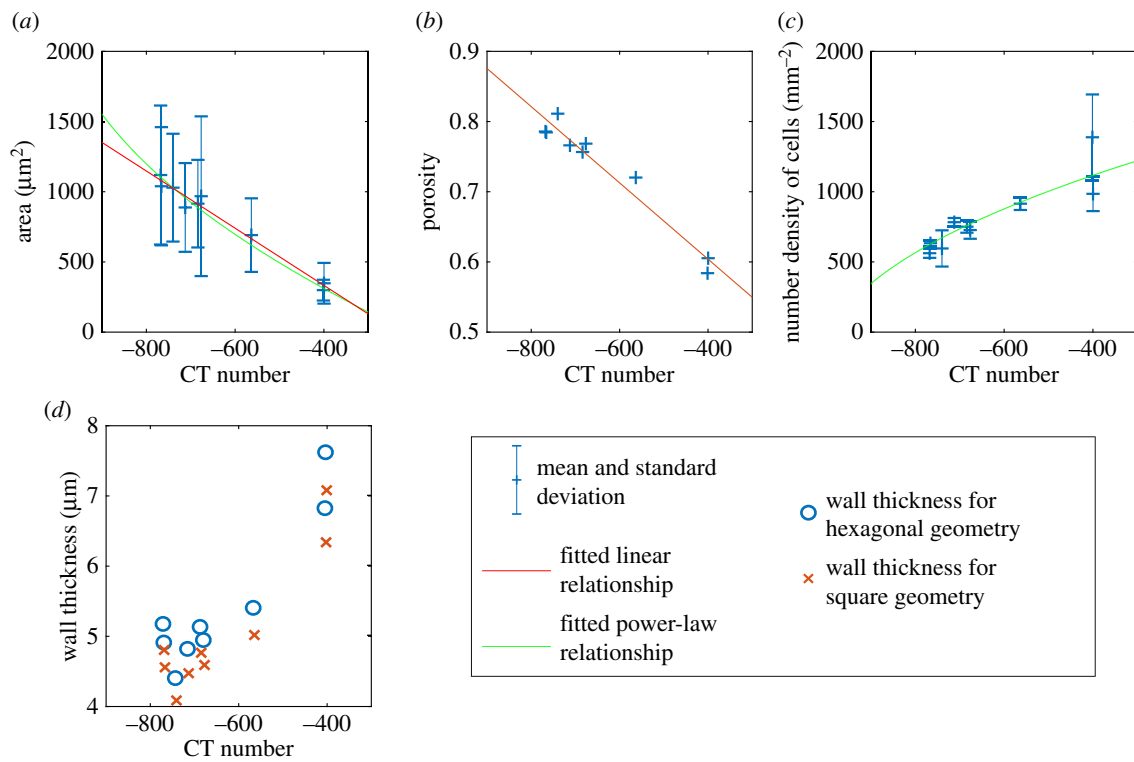 (a)
2000
1500
1000
500
0
area (µm²)
−800 −600 −400
CT number
(b)
0.9
0.8
0.7
0.6
0.5
porosity
−800 −600 −400
CT number
(c)
2000
1500
1000
500
0
number density of cells (mm⁻²)
−800 −600 −400
CT number
(d)
8
7
6
5
4
wall thickness (µm)
−800 −600 −400
CT number
mean and standard
deviation
fitted linear
relationship
fitted power-law
relationship
wall thickness for
hexagonal geometry
wall thickness for
square geometry